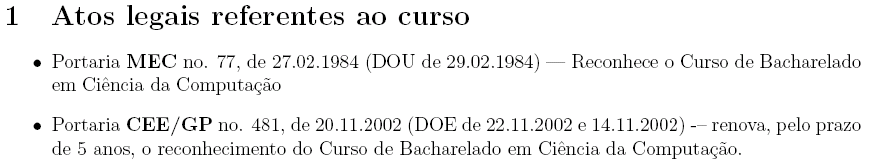 1 Atos legais referentes ao curso
• Portaria MEC no. 77, de 27.02.1984 (DOU de 29.02.1984) — Reconhece o Curso de Bacharelado
em Ciência da Computação
• Portaria CEE/GP no. 481, de 20.11.2002 (DOE de 22.11.2002 e 14.11.2002) -– renova, pelo prazo
de 5 anos, o reconhecimento do Curso de Bacharelado em Ciência da Computação.